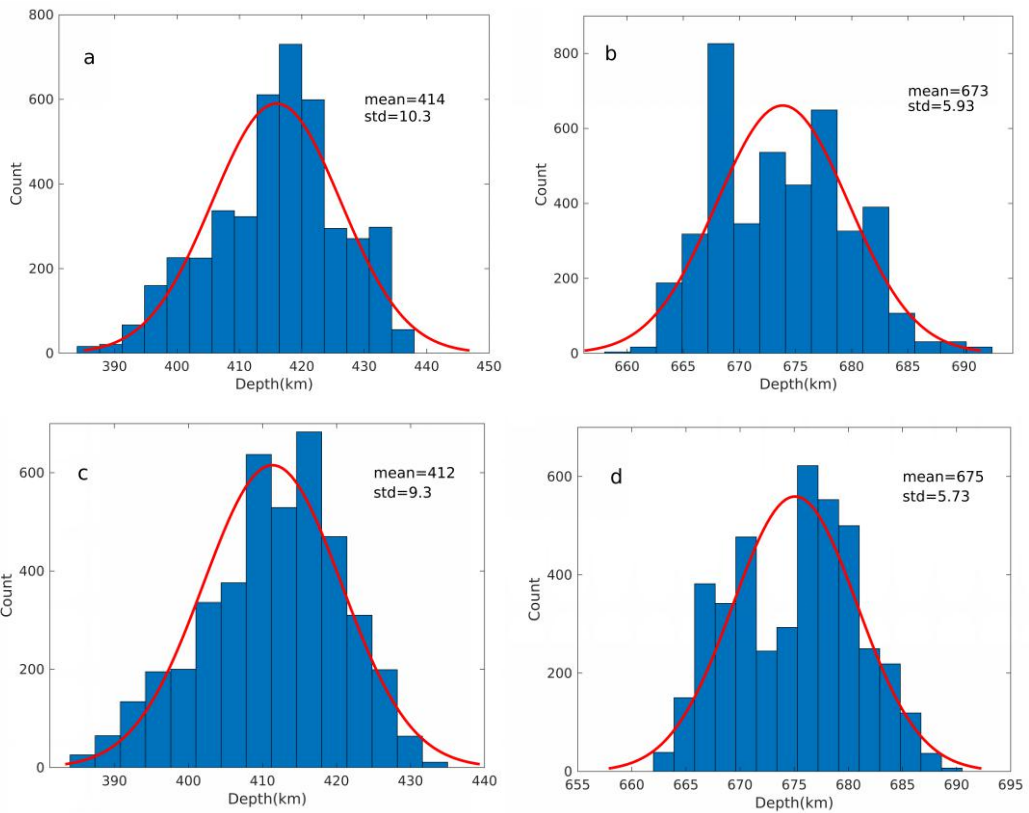 800
600
400
200
0
Count
a
mean=414
std=10.3
390 400 410 420 430 440 450
Depth(km)
800
600
400
200
0
Count
b
mean=673
std=5.93
660 665 670 675 680 685 690
Depth(km)
600
400
200
0
Count
c
mean=412
std=9.3
390 400 410 420 430 440
Depth(km)
600
400
200
0
Count
d
mean=675
std=5.73
655 660 665 670 675 680 685 690 695
Depth(km)